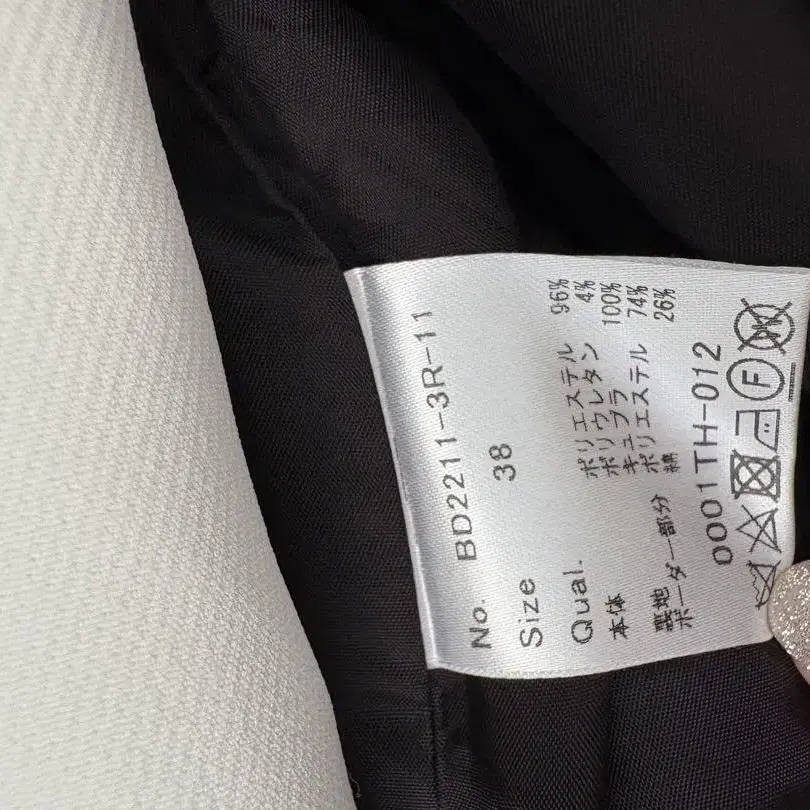 No. BD2211-3R-11
Size 38
Qual.
本体 ポリエステル 96%
ポリウレタン 4%
裏地 キュプラ 100%
ボーダー部分 ポリエステル 74%
綿 26%
0001TH-012
F
W